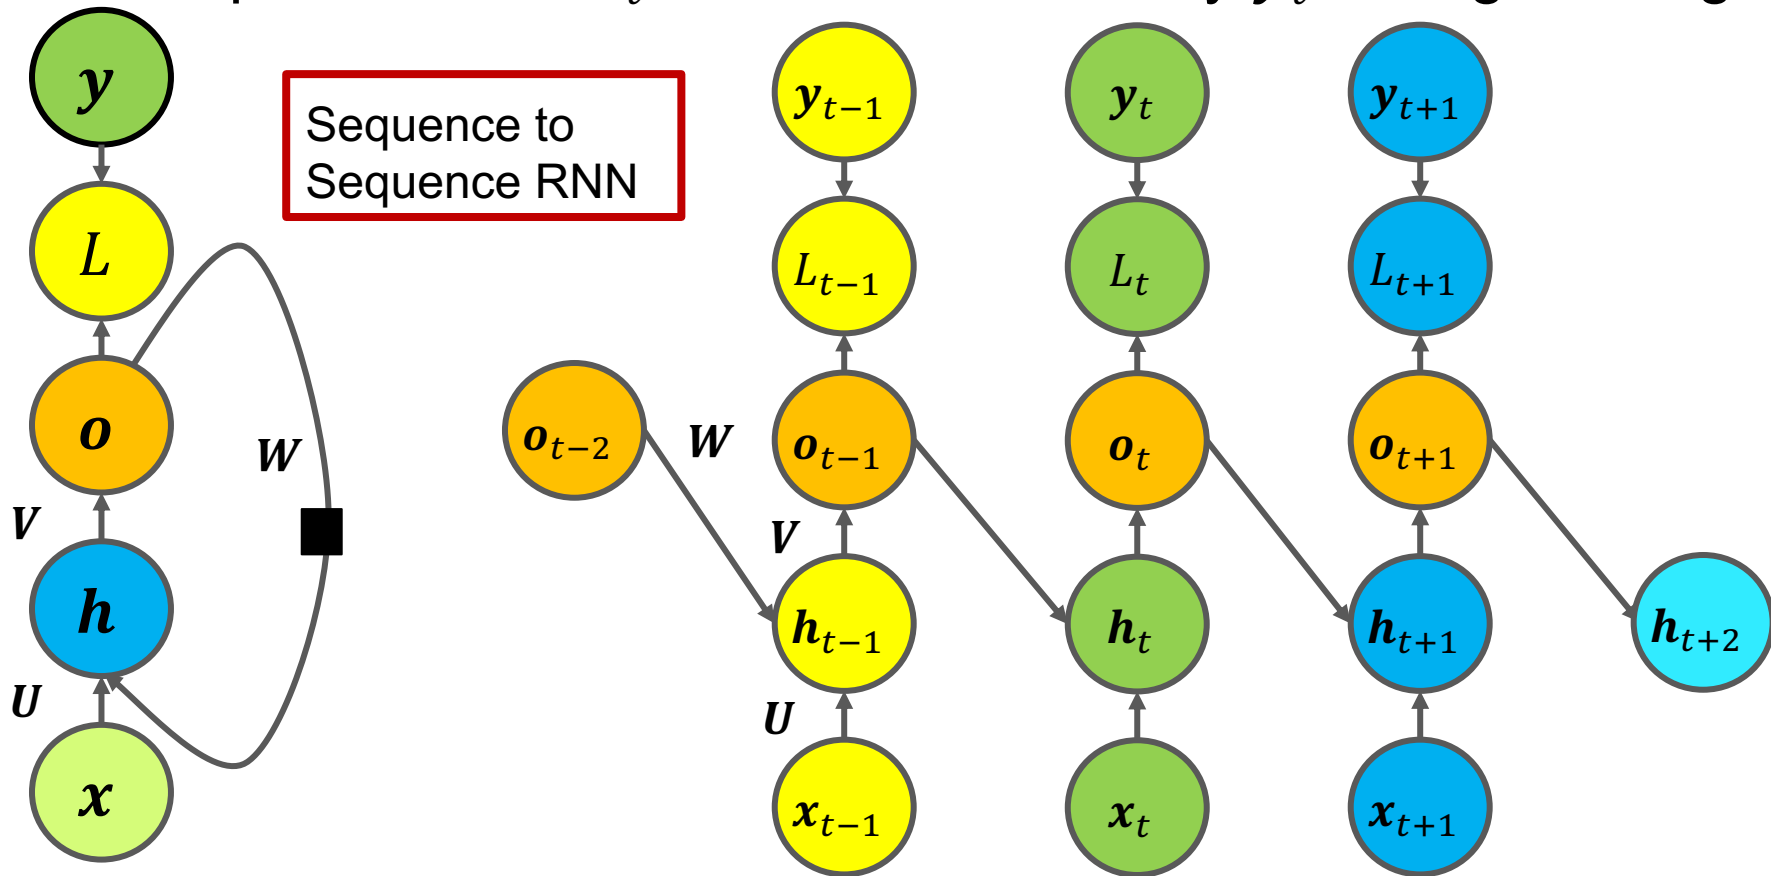 Sequence to
Sequence RNN
y
L
o
W
V
h
U
x
y_{t-1}
y_t
y_{t+1}
L_{t-1}
L_t
L_{t+1}
o_{t-2}
W
o_{t-1}
o_t
o_{t+1}
V
h_{t-1}
h_t
h_{t+1}
h_{t+2}
U
x_{t-1}
x_t
x_{t+1}